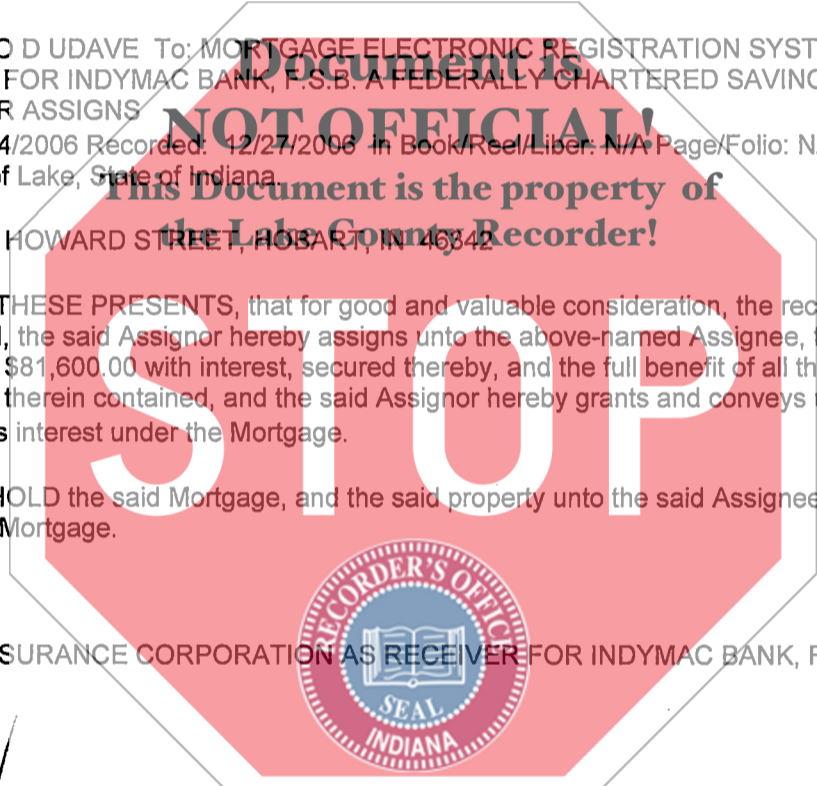 O D UDAVE To: MORTGAGE ELECTRONIC REGISTRATION SYST
FOR INDYMAC BANK, F.S.B. A FEDERALLY CHARTERED SAVING
R ASSIGNS
4/2006 Recorded: 12/27/2006 in Book/Reel/Liber: N/A Page/Folio: N
f Lake, State of Indiana.
HOWARD STREET, HOBART, IN 46342
Document is
NOT OFFICIAL!
This Document is the property of
the Lake County Recorder!
THESE PRESENTS, that for good and valuable consideration, the rec
, the said Assignor hereby assigns unto the above-named Assignee,
$81,600.00 with interest, secured thereby, and the full benefit of all th
therein contained, and the said Assignor hereby grants and conveys
s interest under the Mortgage.
STOP
HOLD the said Mortgage, and the said property unto the said Assignee
Mortgage.
SURANCE CORPORATION AS RECEIVER FOR INDYMAC BANK, F
RECORDER'S OFFICE
SEAL
INDIANA